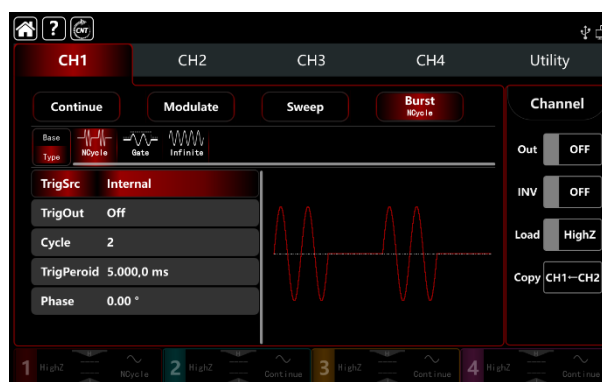 ? CNT
CH1 CH2 CH3 CH4 Utility
Continue Modulate Sweep Burst Channel
NCycle
Base
Type NCycle Gate Infinite
Out OFF
TrigSrc Internal
INV OFF
TrigOut Off
Load HighZ
Cycle 2
TrigPeroid 5.000,0 ms
Copy CH1←CH2
Phase 0.00 °
1 HighZ NCycle 2 HighZ Continue 3 HighZ Continue 4 HighZ Continue